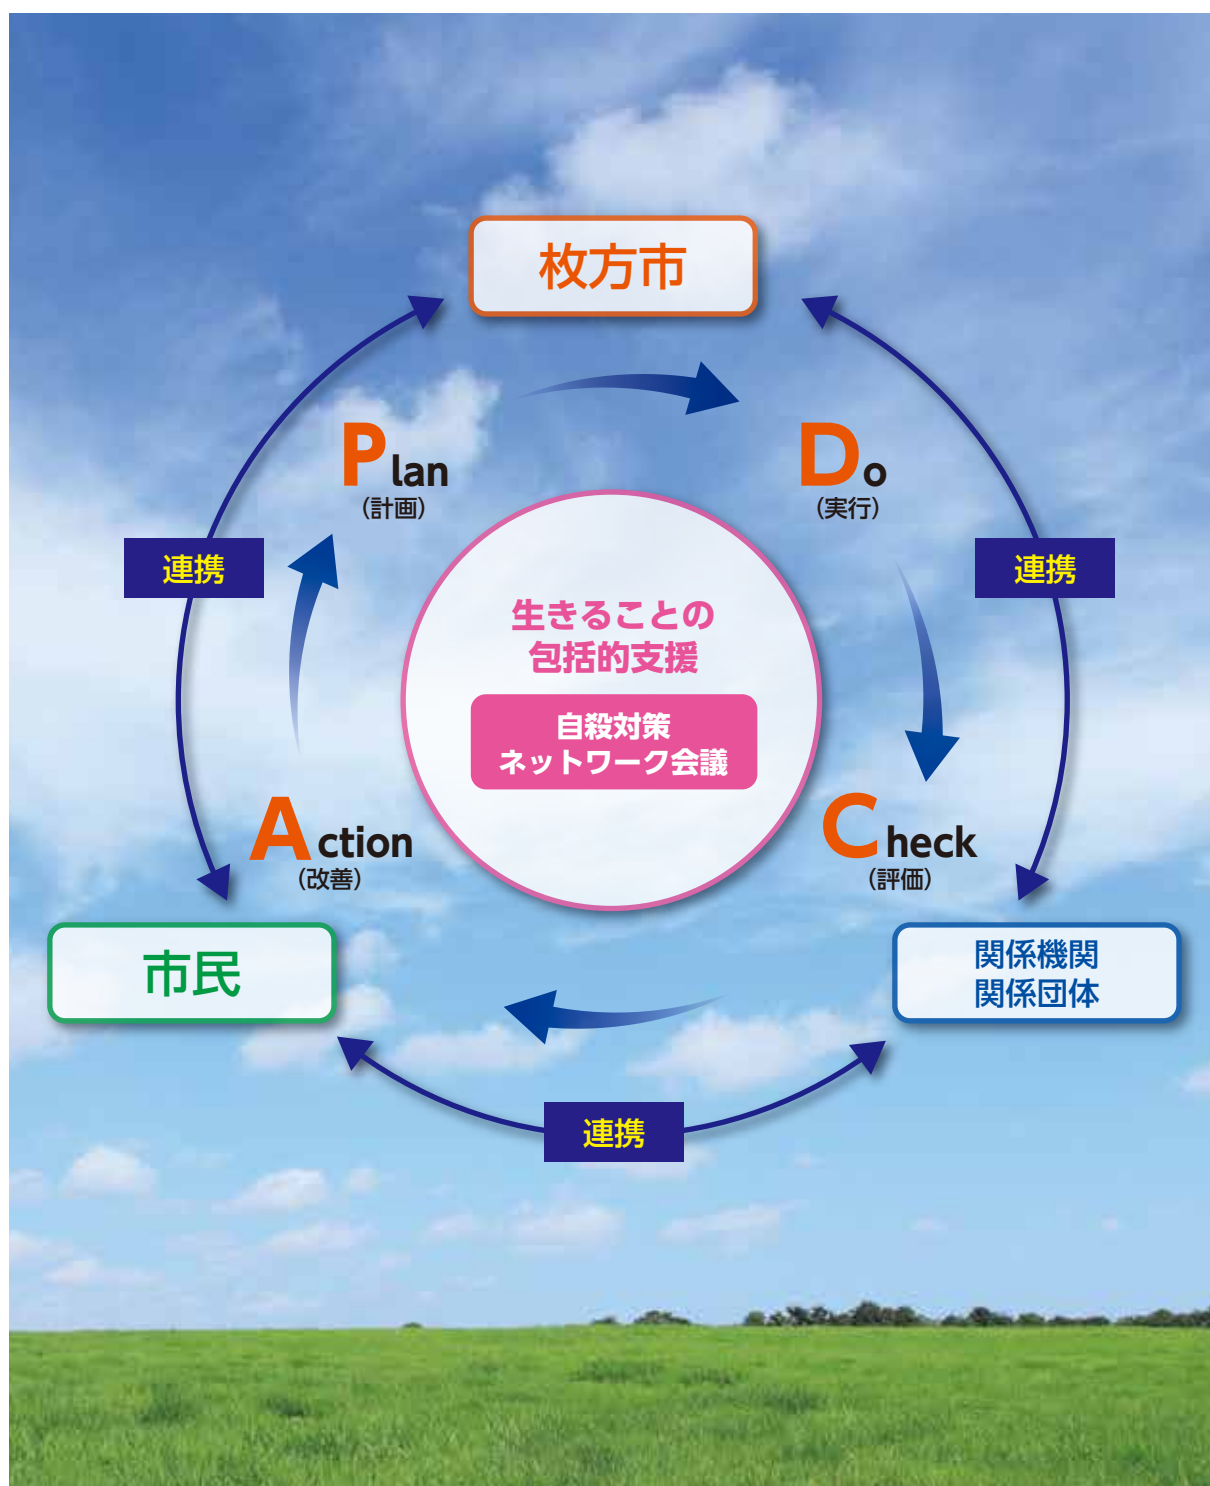 枚方市
Plan
（計画）
Do
（実行）
連携
連携
生きることの
包括的支援
自殺対策
ネットワーク会議
Action
（改善）
Check
（評価）
市民
関係機関
関係団体
連携